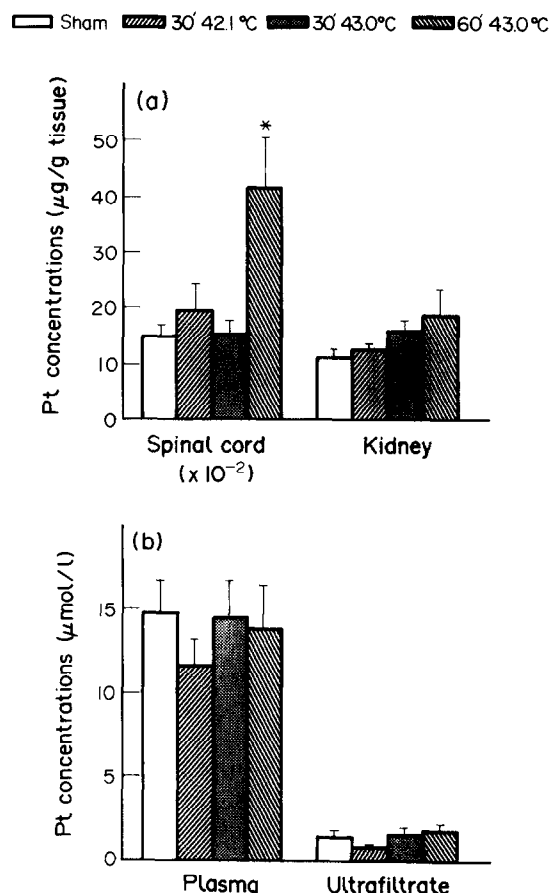 Sham 30′ 42.1 °C 30′ 43.0°C 60′ 43.0°C
(a)
*
Pt concentrations (μg/g tissue)
50
40
30
20
10
0
Spinal cord Kidney
(x 10⁻²)
(b)
Pt concentrations (μmol/l)
15
10
5
0
Plasma Ultrafiltrate